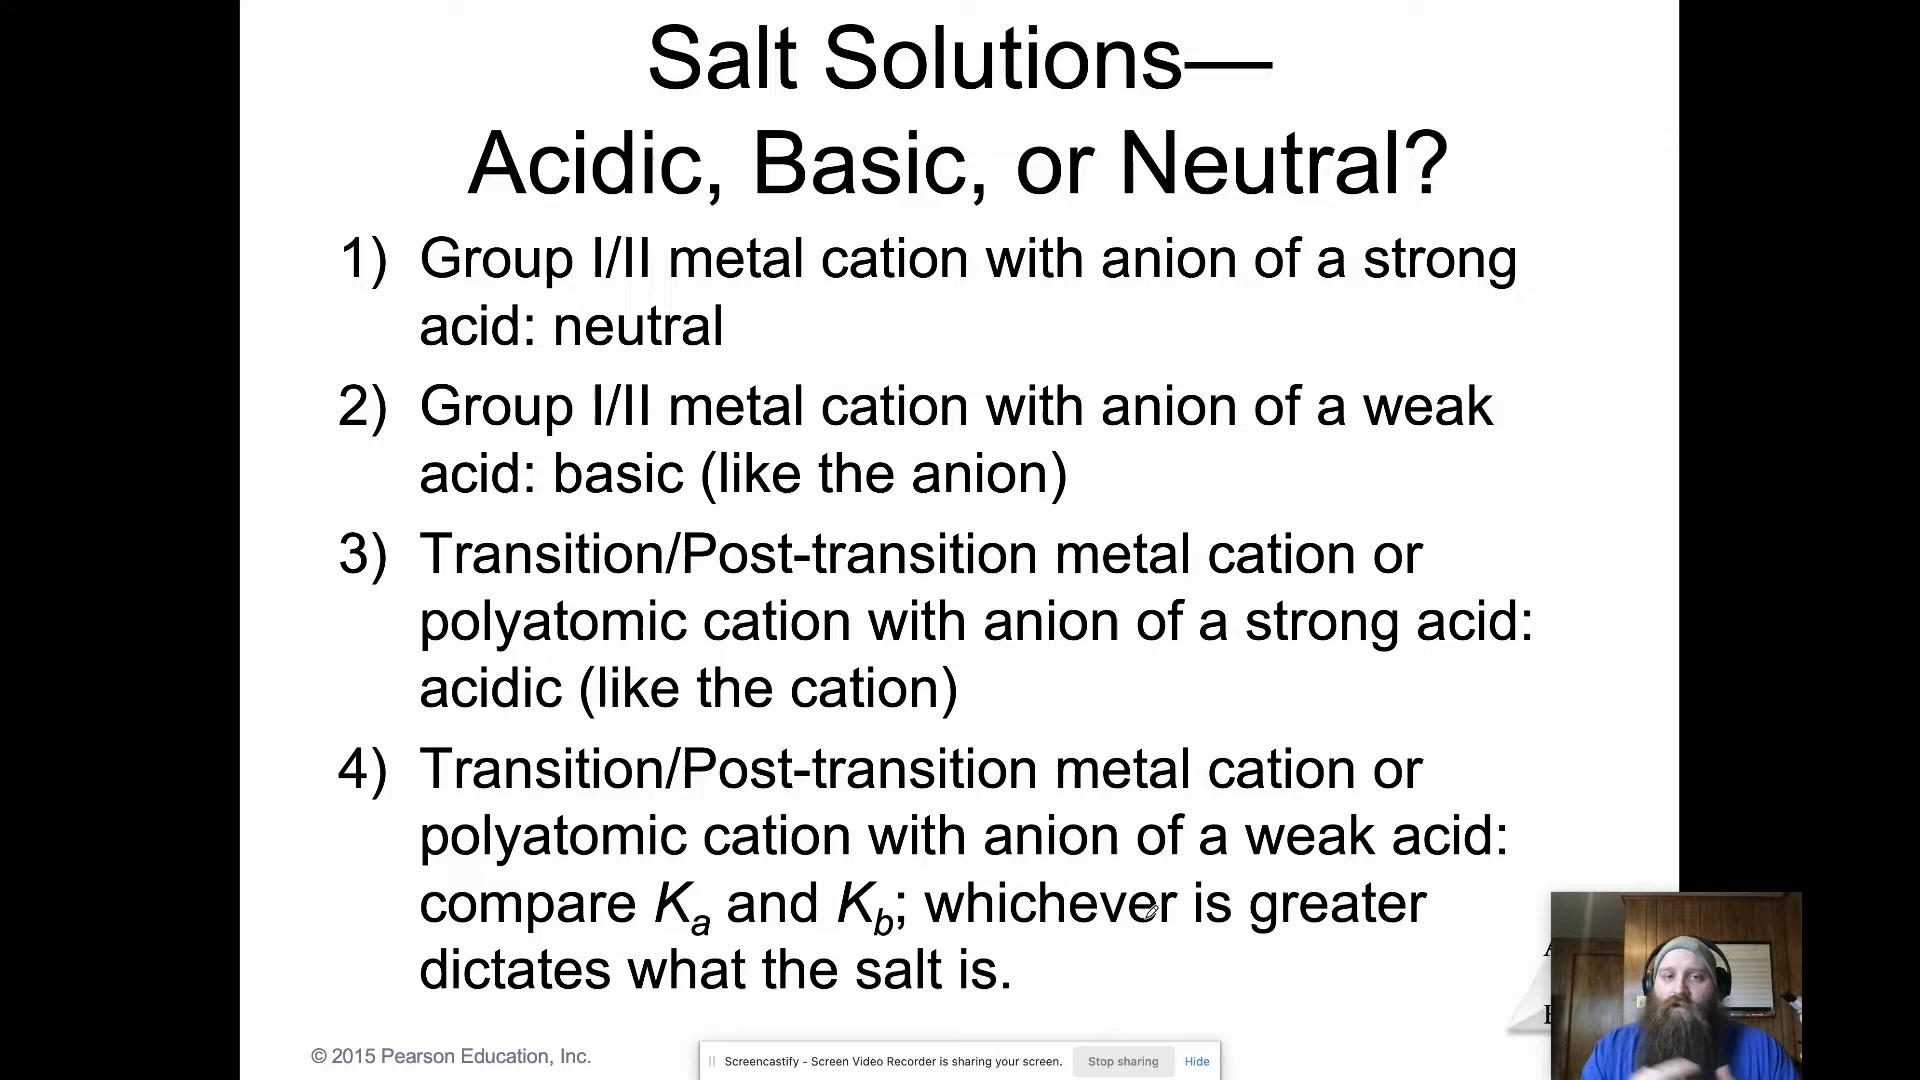 Salt Solutions—
Acidic, Basic, or Neutral?
1) Group I/II metal cation with anion of a strong
acid: neutral
2) Group I/II metal cation with anion of a weak
acid: basic (like the anion)
3) Transition/Post-transition metal cation or
polyatomic cation with anion of a strong acid:
acidic (like the cation)
4) Transition/Post-transition metal cation or
polyatomic cation with anion of a weak acid:
compare Ka and Kb; whichever is greater
dictates what the salt is.
© 2015 Pearson Education, Inc.
Screencastify - Screen Video Recorder is sharing your screen. Stop sharing Hide